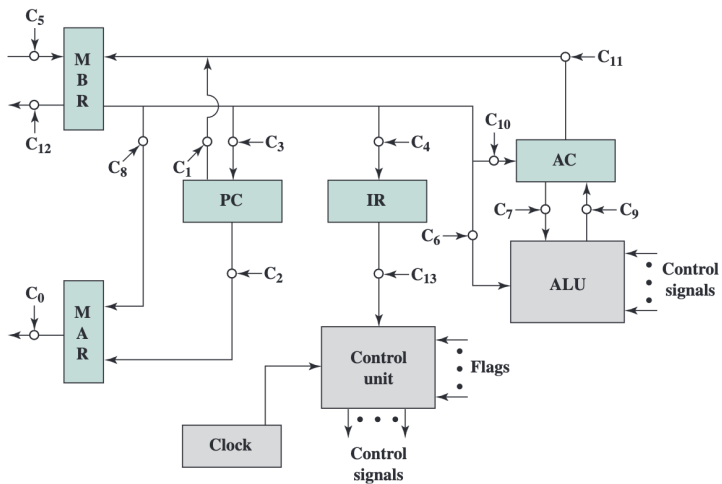 C5
M
B
R
C11
C12
C8
C1
C3
C4
C10
AC
PC
IR
C7
C9
C6
C2
C13
ALU
Control
signals
C0
M
A
R
Control
unit
Flags
Clock
Control
signals